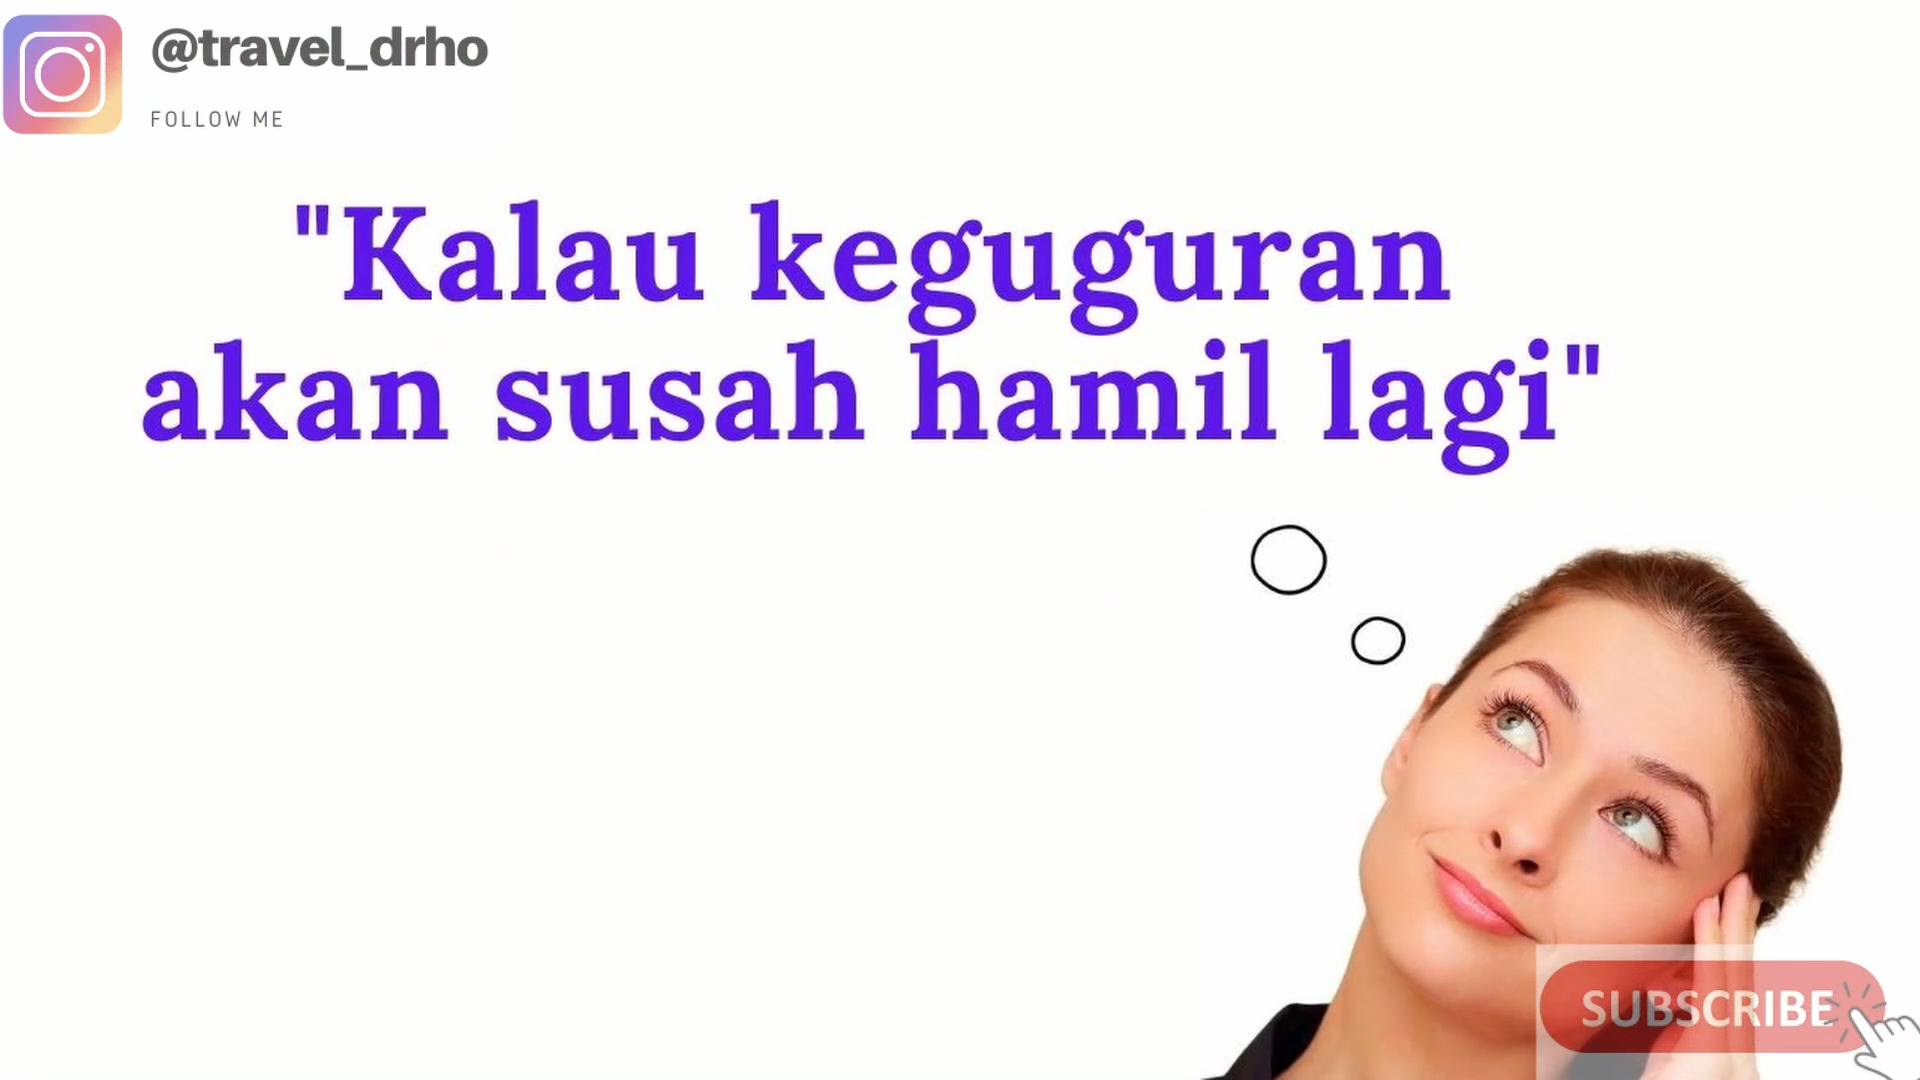 @travel_drho
FOLLOW ME
"Kalau keguguran
akan susah hamil lagi"
SUBSCRIBE